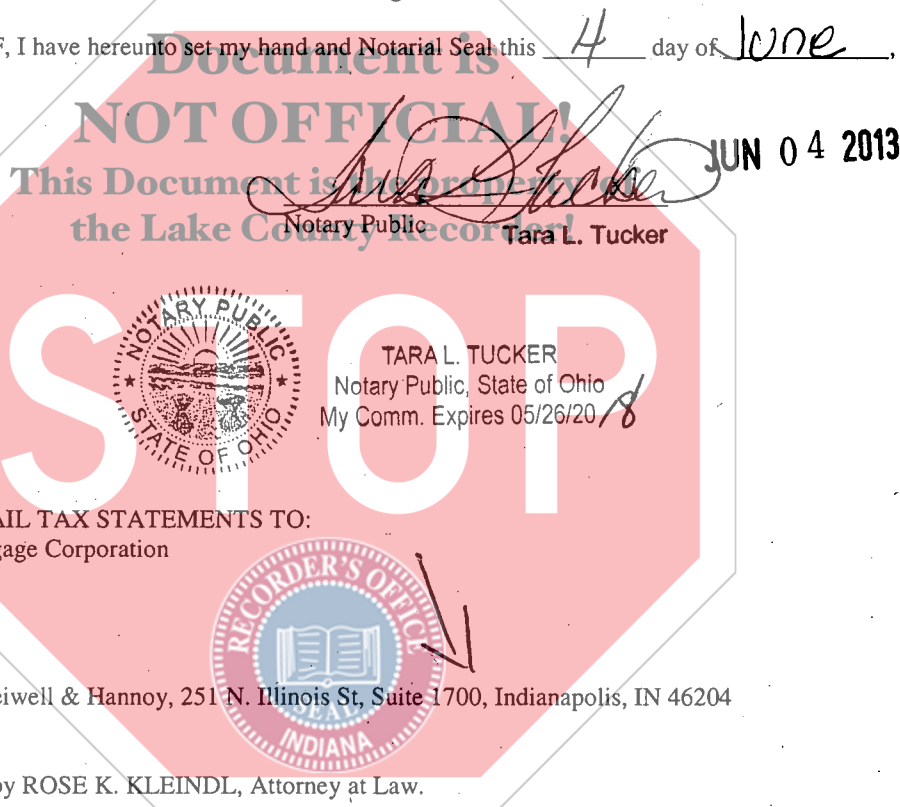 F, I have hereunto set my hand and Notarial Seal this 4 day of June,
Document is
NOT OFFICIAL!
JUN 04 2013
This Document is the property of
the Lake County Recorder!
Tara L Tucker
Notary Public
Tara L. Tucker
STOP
NOTARY PUBLIC
STATE OF OHIO
TARA L. TUCKER
Notary Public, State of Ohio
My Comm. Expires 05/26/2018
AIL TAX STATEMENTS TO:
gage Corporation
RECORDER'S OFFICE
SEAL
INDIANA
eiwell & Hannoy, 251 N. Illinois St, Suite 1700, Indianapolis, IN 46204
by ROSE K. KLEINDL, Attorney at Law.